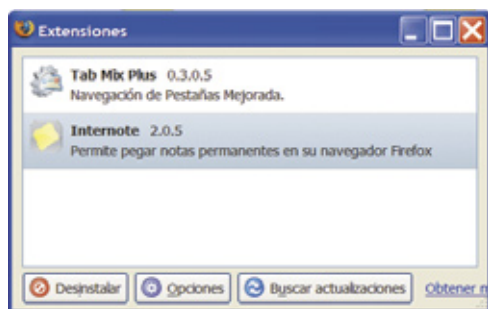 Extensiones
Tab Mix Plus 0.3.0.5
Navegación de Pestañas Mejorada.
Internote 2.0.5
Permite pegar notas permanentes en su navegador Firefox
Desinstalar Opciones Buscar actualizaciones Obtener